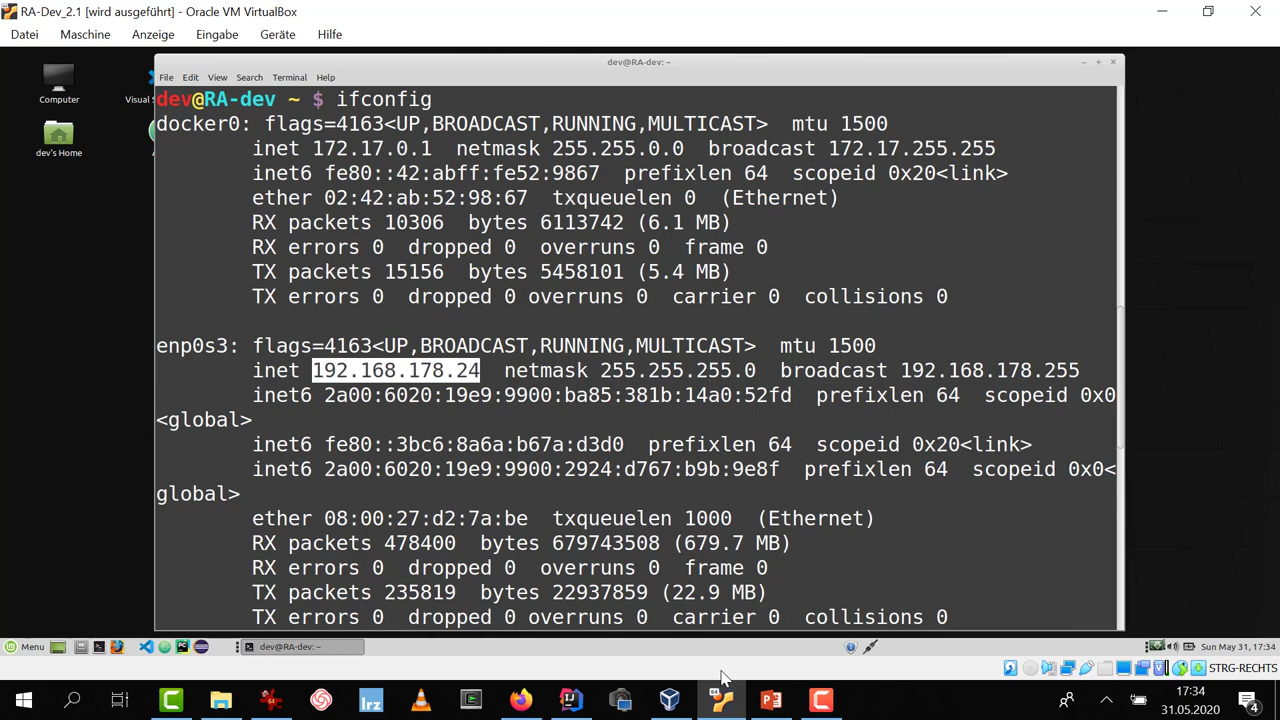 RA-Dev_2.1 [wird ausgeführt] - Oracle VM VirtualBox
Datei Maschine Anzeige Eingabe Geräte Hilfe
dev@RA-dev: ~
File Edit View Search Terminal Help
Computer
Visual S
dev's Home
A
dev@RA-dev ~ $ ifconfig
docker0: flags=4163<UP,BROADCAST,RUNNING,MULTICAST> mtu 1500
inet 172.17.0.1 netmask 255.255.0.0 broadcast 172.17.255.255
inet6 fe80::42:abff:fe52:9867 prefixlen 64 scopeid 0x20<link>
ether 02:42:ab:52:98:67 txqueuelen 0 (Ethernet)
RX packets 10306 bytes 6113742 (6.1 MB)
RX errors 0 dropped 0 overruns 0 frame 0
TX packets 15156 bytes 5458101 (5.4 MB)
TX errors 0 dropped 0 overruns 0 carrier 0 collisions 0
enp0s3: flags=4163<UP,BROADCAST,RUNNING,MULTICAST> mtu 1500
inet 192.168.178.24 netmask 255.255.255.0 broadcast 192.168.178.255
inet6 2a00:6020:19e9:9900:ba85:381b:14a0:52fd prefixlen 64 scopeid 0x0
<global>
inet6 fe80::3bc6:8a6a:b67a:d3d0 prefixlen 64 scopeid 0x20<link>
inet6 2a00:6020:19e9:9900:2924:d767:b9b:9e8f prefixlen 64 scopeid 0x0<
global>
ether 08:00:27:d2:7a:be txqueuelen 1000 (Ethernet)
RX packets 478400 bytes 679743508 (679.7 MB)
RX errors 0 dropped 0 overruns 0 frame 0
TX packets 235819 bytes 22937859 (22.9 MB)
TX errors 0 dropped 0 overruns 0 carrier 0 collisions 0
Menu
dev@RA-dev: ~
Sun May 31, 17:34
STRG-RECHTS
lrz
17:34
31.05.2020
4